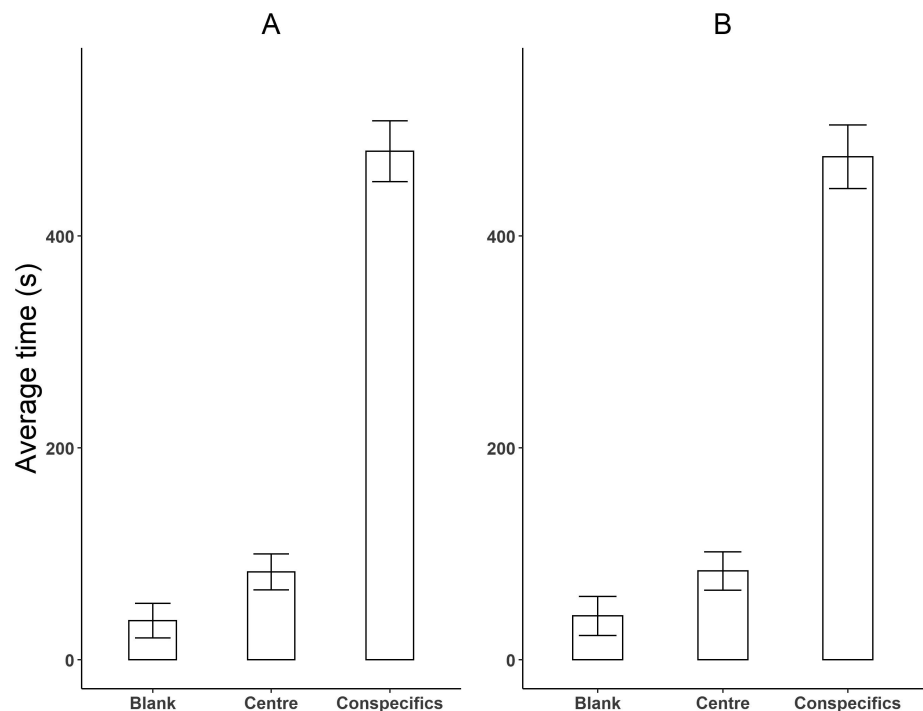 A
B
Average time (s)
400
200
0
Blank
Centre
Conspecifics
400
200
0
Blank
Centre
Conspecifics